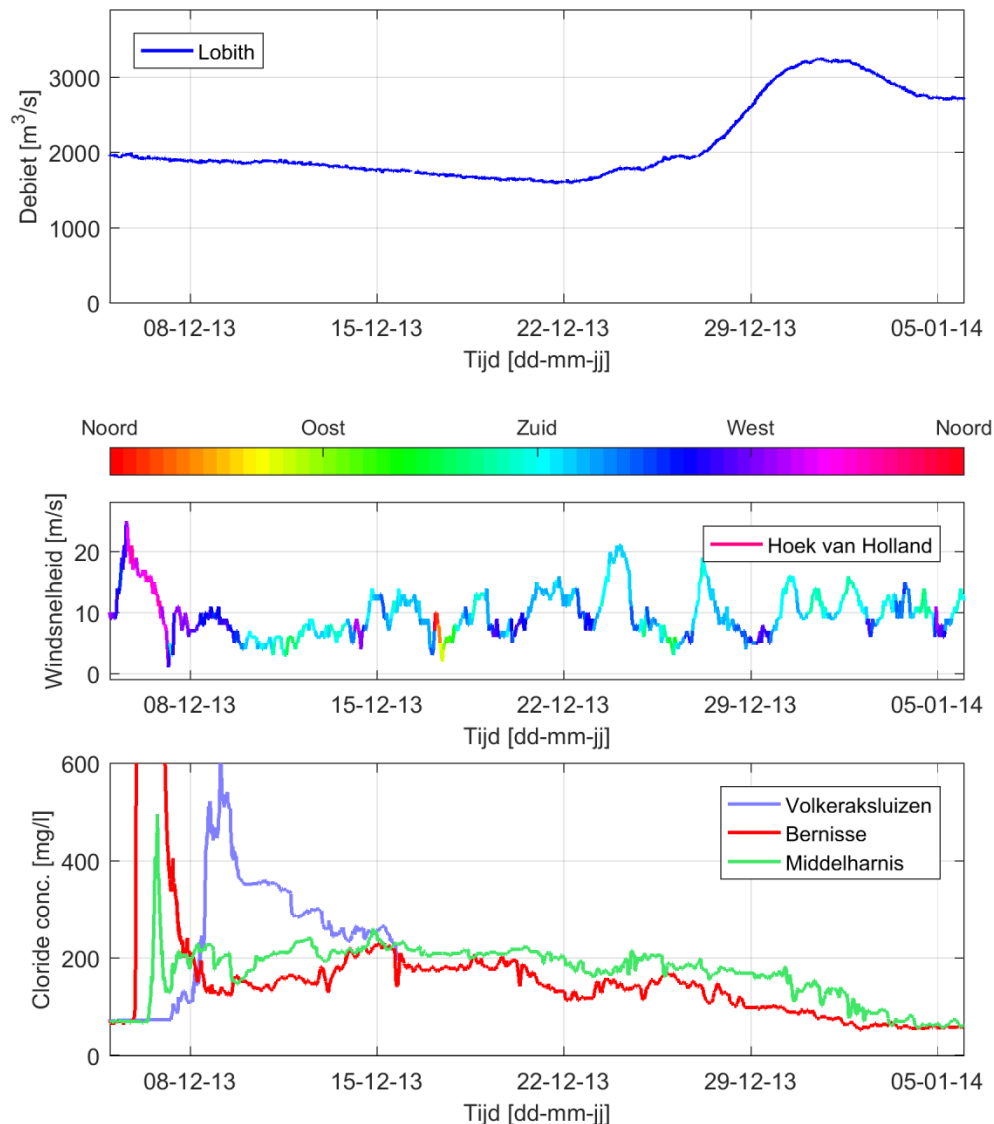 Lobith
Debiet [m³/s]
3000
2000
1000
0
08-12-13 15-12-13 22-12-13 29-12-13 05-01-14
Tijd [dd-mm-jj]
Noord Oost Zuid West Noord
Hoek van Holland
Windsnelheid [m/s]
20
10
0
08-12-13 15-12-13 22-12-13 29-12-13 05-01-14
Tijd [dd-mm-jj]
Cloride conc. [mg/l]
600
400
200
0
Volkeraksluizen
Bernisse
Middelharnis
08-12-13 15-12-13 22-12-13 29-12-13 05-01-14
Tijd [dd-mm-jj]